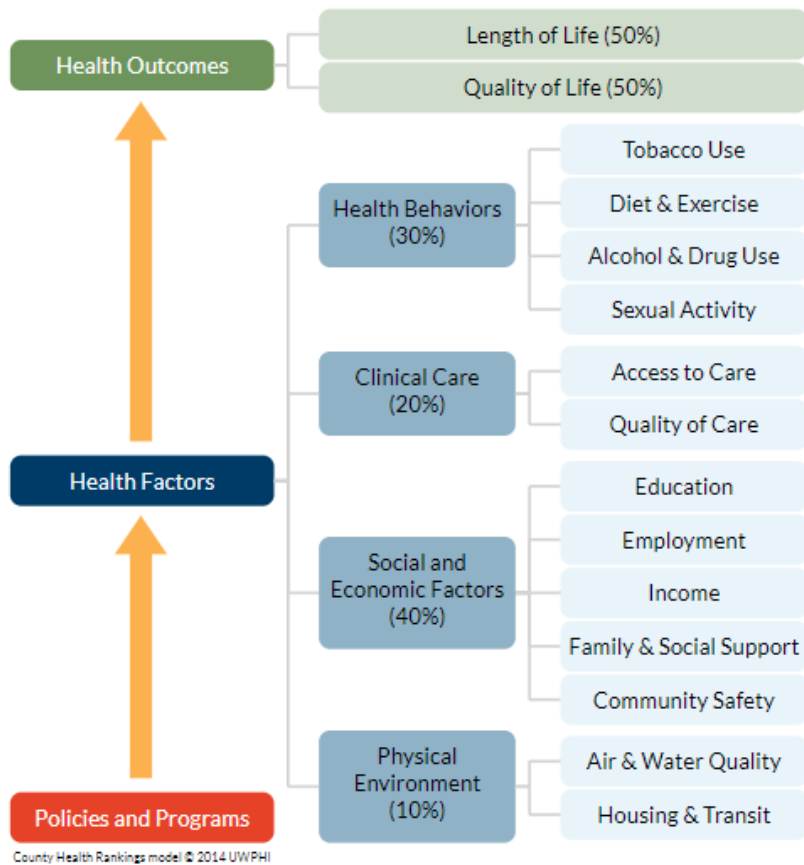 Health Outcomes
Length of Life (50%)
Quality of Life (50%)
Health Behaviors
(30%)
Tobacco Use
Diet & Exercise
Alcohol & Drug Use
Sexual Activity
Clinical Care
(20%)
Access to Care
Quality of Care
Health Factors
Social and
Economic Factors
(40%)
Education
Employment
Income
Family & Social Support
Community Safety
Physical
Environment
(10%)
Air & Water Quality
Housing & Transit
Policies and Programs
County Health Rankings model © 2014 UWPHI